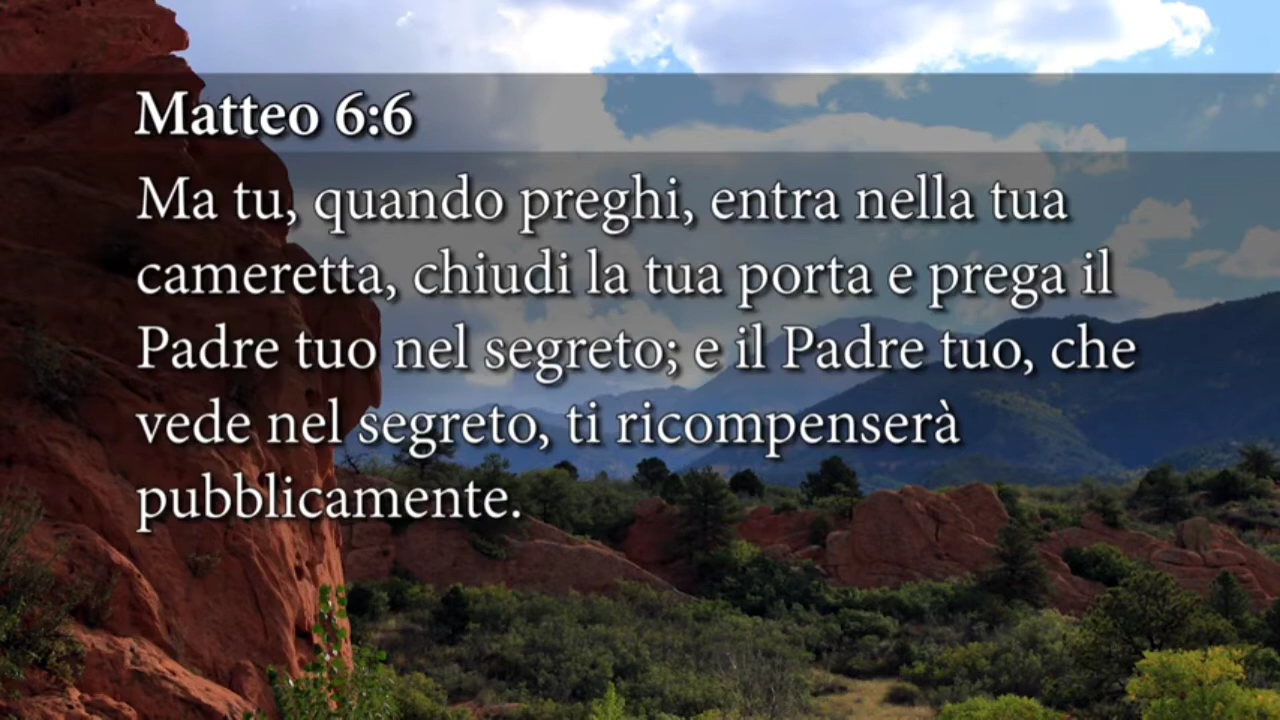 Matteo 6:6
Ma tu, quando preghi, entra nella tua
cameretta, chiudi la tua porta e prega il
Padre tuo nel segreto; e il Padre tuo, che
vede nel segreto, ti ricompenserà
pubblicamente.